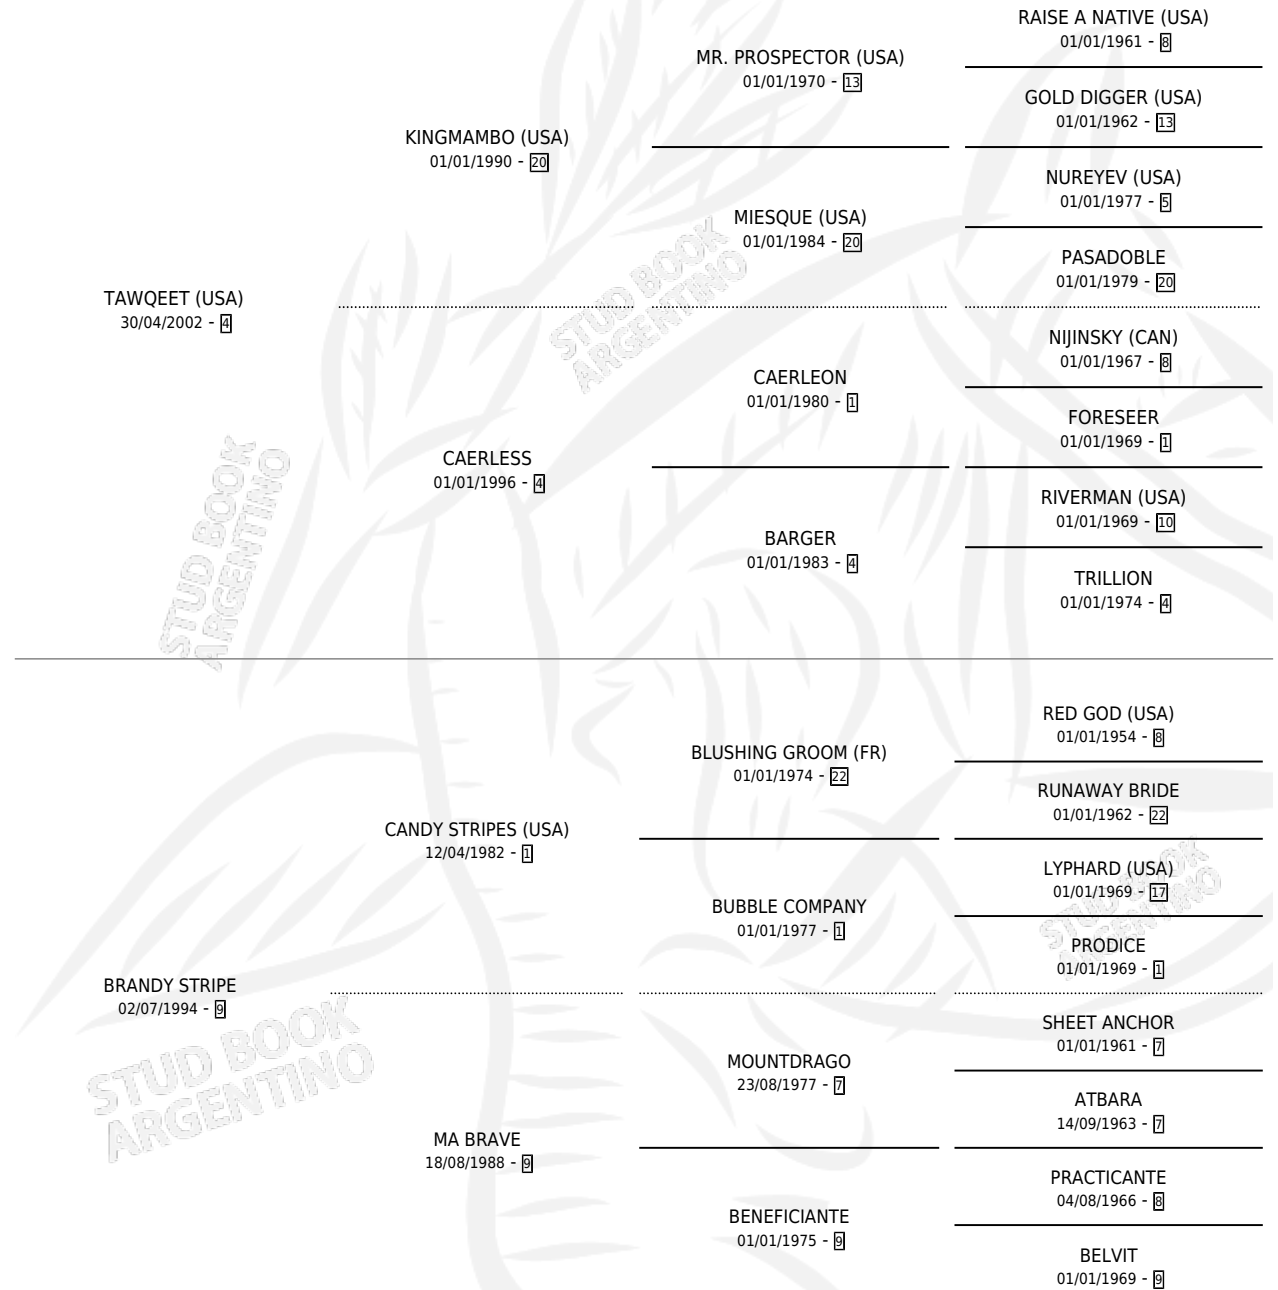 RAISE A NATIVE (USA)
01/01/1961 - 8
MR. PROSPECTOR (USA)
01/01/1970 - 13
GOLD DIGGER (USA)
01/01/1962 - 13
KINGMAMBO (USA)
01/01/1990 - 20
NUREYEV (USA)
01/01/1977 - 5
MIESQUE (USA)
01/01/1984 - 20
PASADOBLE
01/01/1979 - 20
TAWQEET (USA)
30/04/2002 - 4
NIJINSKY (CAN)
01/01/1967 - 8
CAERLEON
01/01/1980 - 1
FORESEER
01/01/1969 - 1
CAERLESS
01/01/1996 - 4
RIVERMAN (USA)
01/01/1969 - 10
BARGER
01/01/1983 - 4
TRILLION
01/01/1974 - 4
RED GOD (USA)
01/01/1954 - 8
BLUSHING GROOM (FR)
01/01/1974 - 22
RUNAWAY BRIDE
01/01/1962 - 22
CANDY STRIPES (USA)
12/04/1982 - 1
LYPHARD (USA)
01/01/1969 - 17
BUBBLE COMPANY
01/01/1977 - 1
PRODICE
01/01/1969 - 1
BRANDY STRIPE
02/07/1994 - 9
SHEET ANCHOR
01/01/1961 - 7
MOUNTDRAGO
23/08/1977 - 7
ATBARA
14/09/1963 - 7
MA BRAVE
18/08/1988 - 9
PRACTICANTE
04/08/1966 - 8
BENEFICIANTE
01/01/1975 - 9
BELVIT
01/01/1969 - 9
STUD BOOK
ARGENTINO
STUD BOOK
ARGENTINO
STUD BOOK
ARGENTINO
STUD BOOK
ARGENTINO